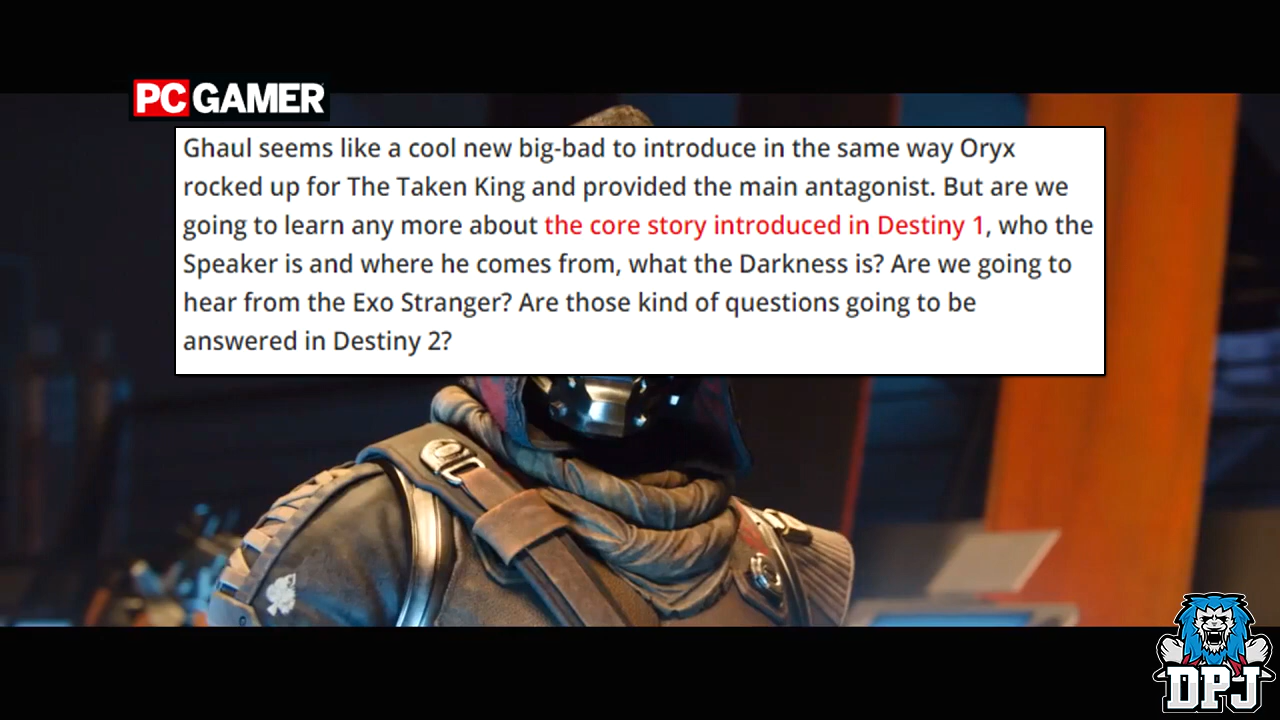 PC GAMER
Ghaul seems like a cool new big-bad to introduce in the same way Oryx
rocked up for The Taken King and provided the main antagonist. But are we
going to learn any more about the core story introduced in Destiny 1, who the
Speaker is and where he comes from, what the Darkness is? Are we going to
hear from the Exo Stranger? Are those kind of questions going to be
answered in Destiny 2?
DPJ